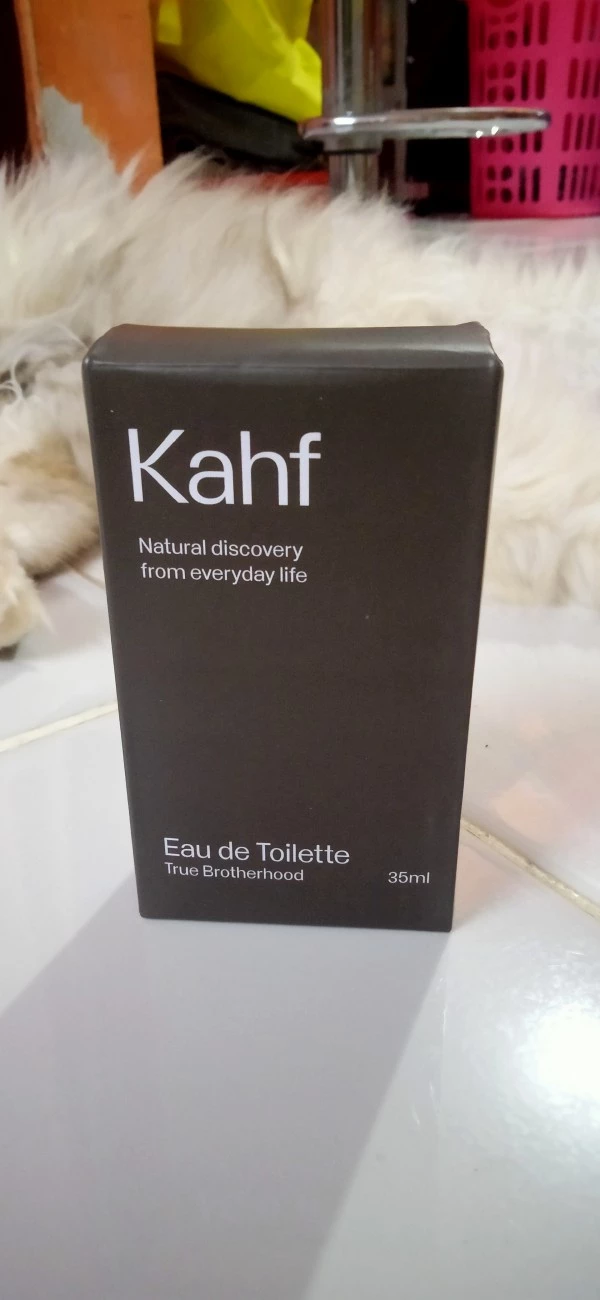 Kahf
Natural discovery
from everyday life
Eau de Toilette
True Brotherhood
35ml